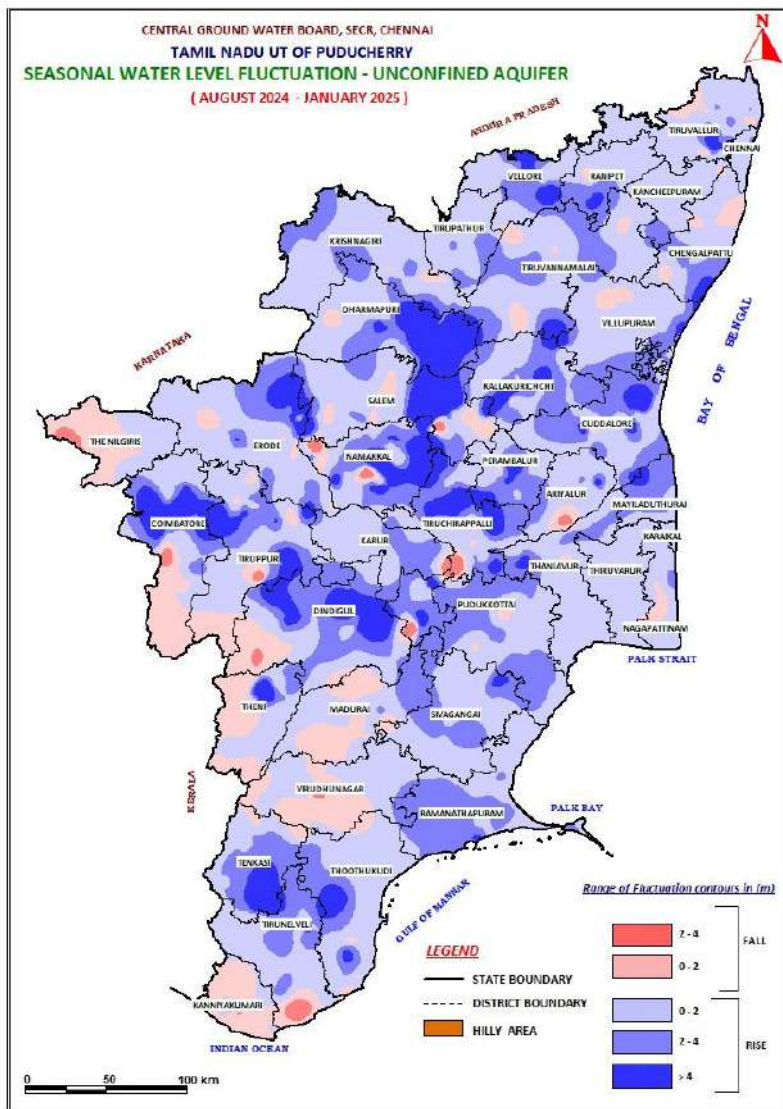 CENTRAL GROUND WATER BOARD, SECR, CHENNAI
TAMIL NADU UT OF PUDUCHERRY
SEASONAL WATER LEVEL FLUCTUATION - UNCONFINED AQUIFER
( AUGUST 2024 - JANUARY 2025 )
N
ANDHRA PRADESH
TIRUVALLUR
CHENNAI
VELLORE
RANIPET
KANCHEEPURAM
TIRUPATHUR
KRISHNAGIRI
CHENGALPATTU
TIRUVANNAMALAI
DHARMAPURI
VILLUPURAM
KARNATAKA
BAY OF BENGAL
SALEM
KALLAKURICHCHI
CUDDALORE
THE NILGIRIS
ERODE
NAMAKKAL
PERAMBALUR
ARIYALUR
MAYILADUTHURAI
COIMBATORE
TIRUCHIRAPPALLI
KARUR
KARAIKAL
TIRUPPUR
THANJAVUR
THIRUVARUR
DINDIGUL
PUDUKKOTTAI
NAGAPATTINAM
PALK STRAIT
THENI
MADURAI
SIVAGANGAI
KERALA
VIRUDHUNAGAR
RAMANATHAPURAM
PALK BAY
TENKASI
THOOTHUKUDI
TIRUNELVELI
GULF OF MANNAR
KANNIYAKUMARI
INDIAN OCEAN
0 50 100 km
LEGEND
STATE BOUNDARY
DISTRICT BOUNDARY
HILLY AREA
Range of Fluctuation contours in (m)
2 - 4
0 - 2
FALL
0 - 2
2 - 4
>4
RISE